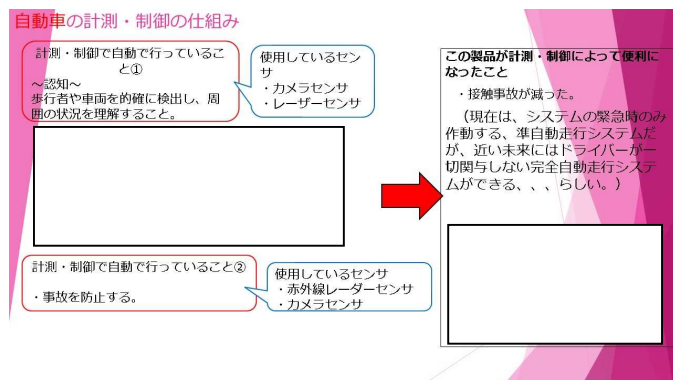 自動車の計測・制御の仕組み
計測・制御で自動で行っているこ
と①
～認知～
歩行者や車両を的確に検出し、周
囲の状況を理解すること。
使用しているセン
サ
・カメラセンサ
・レーザーセンサ
計測・制御で自動で行っていること②
・事故を防止する。
使用しているセンサ
・赤外線レーダーセンサ
・カメラセンサ
この製品が計測・制御によって便利に
なったこと
・接触事故が減った。
（現在は、システムの緊急時のみ
作動する、準自動走行システムだ
が、近い未来にはドライバーが一
切関与しない完全自動走行システ
ムができる、、、らしい。）